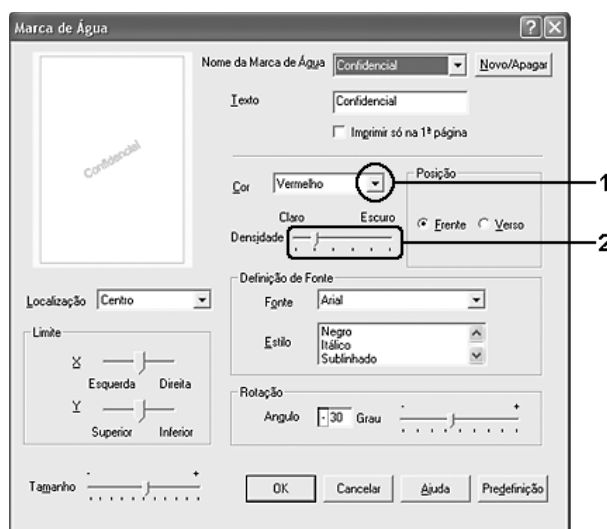 Marca de Água
Nome da Marca de Água Confidencial Novo/Apagar
Texto Confidencial
Imprimir só na 1ª página
Confidencial
Cor Vermelho
Posição
1
Claro Escuro
Frente Verso
Densidade
2
Definição de Fonte
Localização Centro
Fonte Arial
Limite
Estilo Negro
Itálico
Sublinhado
X
Esquerda Direita
Y
Superior Inferior
Rotação
Angulo -30 Grau - +
Tamanho - +
OK Cancelar Ajuda Predefinição